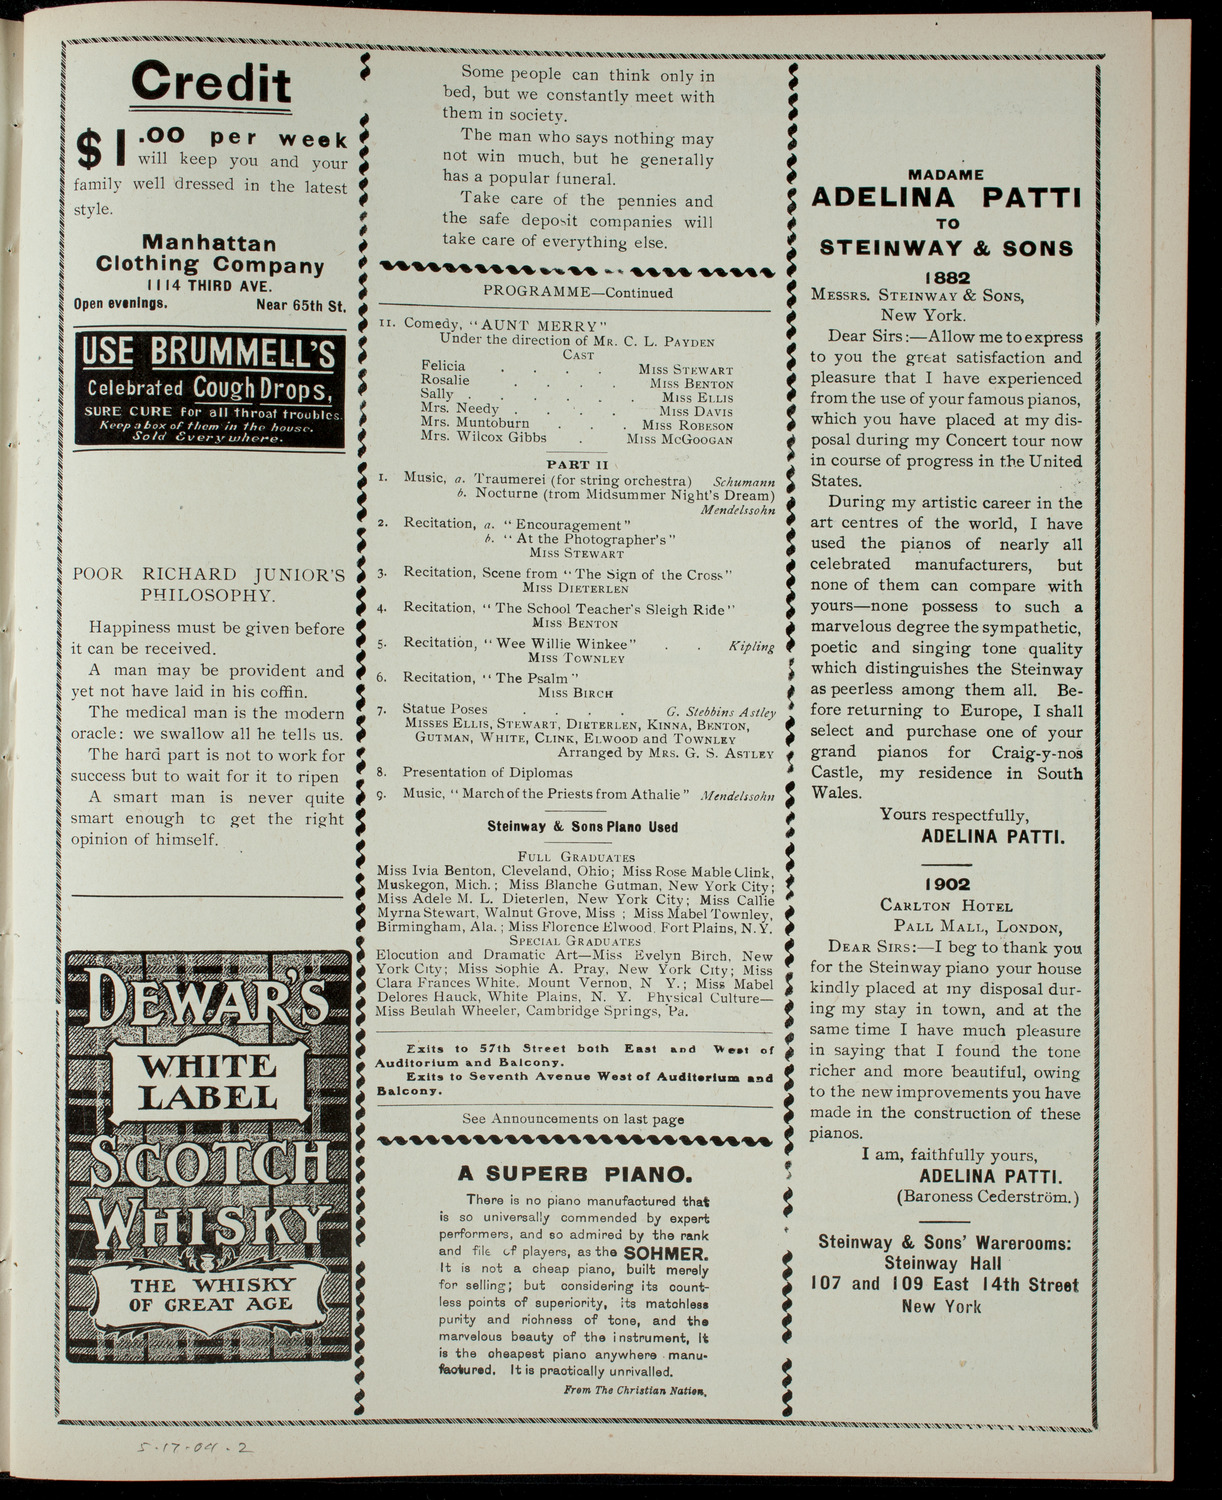 Credit
$1.00 per week
will keep you and your
family well dressed in the latest
style.
Manhattan
Clothing Company
1114 THIRD AVE.
Open evenings. Near 65th St.
USE BRUMMELL'S
Celebrated Cough Drops,
SURE CURE For all throat troubles.
Keep a box of them in the house.
Sold Everywhere.
POOR RICHARD JUNIOR'S
PHILOSOPHY.
Happiness must be given before
it can be received.
A man may be provident and
yet not have laid in his coffin.
The medical man is the modern
oracle: we swallow all he tells us.
The hard part is not to work for
success but to wait for it to ripen
A smart man is never quite
smart enough to get the right
opinion of himself.
DEWAR'S
WHITE
LABEL
SCOTCH
WHISKY
THE WHISKY
OF GREAT AGE
Some people can think only in
bed, but we constantly meet with
them in society.
The man who says nothing may
not win much, but he generally
has a popular funeral.
Take care of the pennies and
the safe deposit companies will
take care of everything else.
PROGRAMME—Continued
11. Comedy, "AUNT MERRY"
Under the direction of MR. C. L. PAYDEN
CAST
Felicia . . . . MISS STEWART
Rosalie . . . . MISS BENTON
Sally . . . . . . MISS ELLIS
Mrs. Needy . . . . MISS DAVIS
Mrs. Muntoburn . . . MISS ROBESON
Mrs. Wilcox Gibbs . MISS MCGOOGAN
PART II
1. Music, a. Traumerei (for string orchestra) Schumann
b. Nocturne (from Midsummer Night's Dream)
Mendelssohn
2. Recitation, a. "Encouragement"
b. "At the Photographer's"
MISS STEWART
3. Recitation, Scene from "The Sign of the Cross"
MISS DIETERLEN
4. Recitation, "The School Teacher's Sleigh Ride"
MISS BENTON
5. Recitation, "Wee Willie Winkee" . . Kipling
MISS TOWNLEY
6. Recitation, "The Psalm"
MISS BIRCH
7. Statue Poses . . . . G. Stebbins Astley
MISSES ELLIS, STEWART, DIETERLEN, KINNA, BENTON,
GUTMAN, WHITE, CLINK, ELWOOD and TOWNLEY
Arranged by MRS. G. S. ASTLEY
8. Presentation of Diplomas
9. Music, "March of the Priests from Athalie" Mendelssohn
Steinway & Sons Piano Used
FULL GRADUATES
Miss Ivia Benton, Cleveland, Ohio; Miss Rose Mable Clink,
Muskegon, Mich.; Miss Blanche Gutman, New York City;
Miss Adele M. L. Dieterlen, New York City; Miss Callie
Myrna Stewart, Walnut Grove, Miss ; Miss Mabel Townley,
Birmingham, Ala.; Miss Florence Elwood, Fort Plains, N.Y.
SPECIAL GRADUATES
Elocution and Dramatic Art—Miss Evelyn Birch, New
York City; Miss Sophie A. Pray, New York City; Miss
Clara Frances White, Mount Vernon, N Y.; Miss Mabel
Delores Hauck, White Plains, N. Y. Physical Culture—
Miss Beulah Wheeler, Cambridge Springs, Pa.
Exits to 57th Street both East and West of
Auditorium and Balcony.
Exits to Seventh Avenue West of Auditorium and
Balcony.
See Announcements on last page
A SUPERB PIANO.
There is no piano manufactured that
is so universally commended by expert
performers, and so admired by the rank
and file of players, as the SOHMER.
It is not a cheap piano, built merely
for selling; but considering its count-
less points of superiority, its matchless
purity and richness of tone, and the
marvelous beauty of the instrument, it
is the cheapest piano anywhere manu-
factured. It is practically unrivalled.
From The Christian Nation.
MADAME
ADELINA PATTI
TO
STEINWAY & SONS
1882
MESSRS. STEINWAY & SONS,
New York.
Dear Sirs:—Allow me to express
to you the great satisfaction and
pleasure that I have experienced
from the use of your famous pianos,
which you have placed at my dis-
posal during my Concert tour now
in course of progress in the United
States.
During my artistic career in the
art centres of the world, I have
used the pianos of nearly all
celebrated manufacturers, but
none of them can compare with
yours—none possess to such a
marvelous degree the sympathetic,
poetic and singing tone quality
which distinguishes the Steinway
as peerless among them all. Be-
fore returning to Europe, I shall
select and purchase one of your
grand pianos for Craig-y-nos
Castle, my residence in South
Wales.
Yours respectfully,
ADELINA PATTI.
1902
CARLTON HOTEL
PALL MALL, LONDON,
DEAR SIRS:—I beg to thank you
for the Steinway piano your house
kindly placed at my disposal dur-
ing my stay in town, and at the
same time I have much pleasure
in saying that I found the tone
richer and more beautiful, owing
to the new improvements you have
made in the construction of these
pianos.
I am, faithfully yours,
ADELINA PATTI.
(Baroness Cederström.)
Steinway & Sons' Warerooms:
Steinway Hall
107 and 109 East 14th Street
New York
5-17-04-2